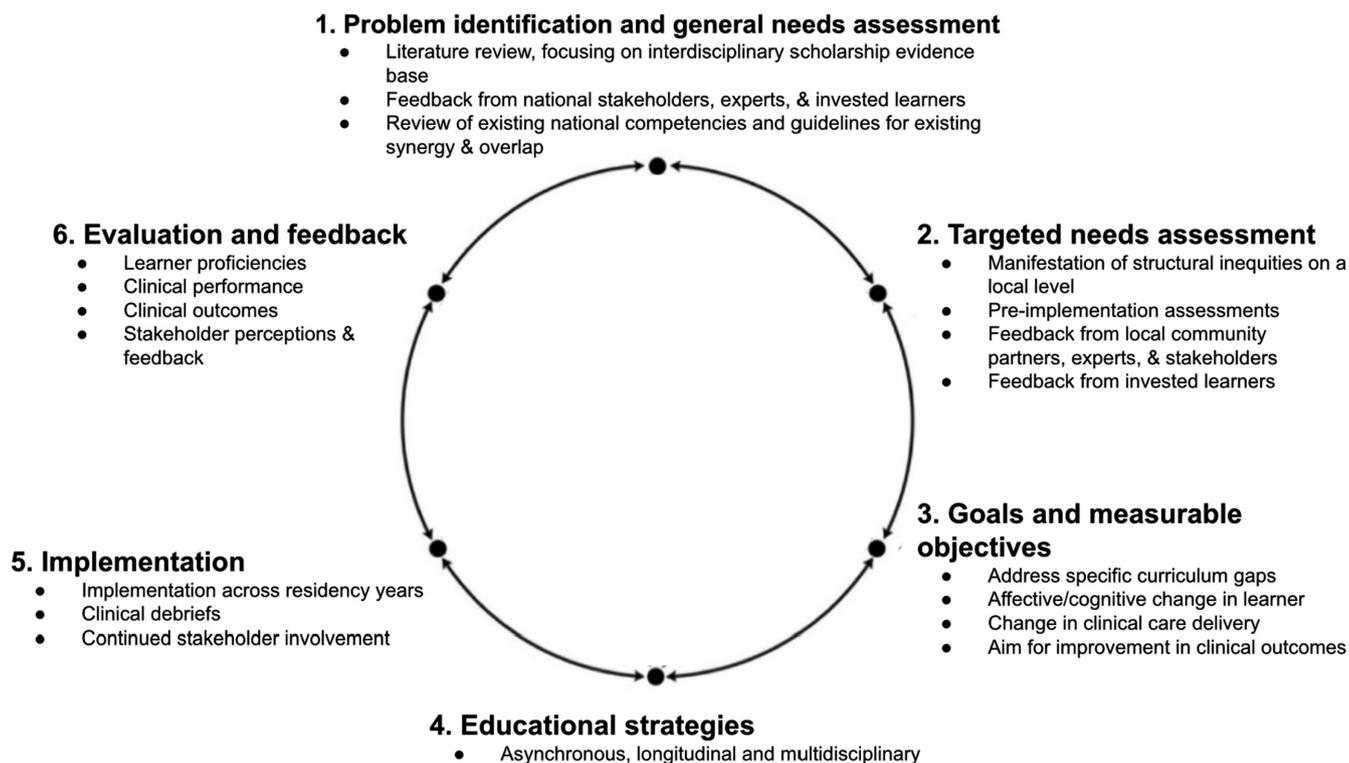 1. Problem identification and general needs assessment
● Literature review, focusing on interdisciplinary scholarship evidence
base
● Feedback from national stakeholders, experts, & invested learners
● Review of existing national competencies and guidelines for existing
synergy & overlap
2. Targeted needs assessment
● Manifestation of structural inequities on a
local level
● Pre-implementation assessments
● Feedback from local community
partners, experts, & stakeholders
● Feedback from invested learners
3. Goals and measurable
objectives
● Address specific curriculum gaps
● Affective/cognitive change in learner
● Change in clinical care delivery
● Aim for improvement in clinical outcomes
4. Educational strategies
● Asynchronous, longitudinal and multidisciplinary
5. Implementation
● Implementation across residency years
● Clinical debriefs
● Continued stakeholder involvement
6. Evaluation and feedback
● Learner proficiencies
● Clinical performance
● Clinical outcomes
● Stakeholder perceptions &
feedback